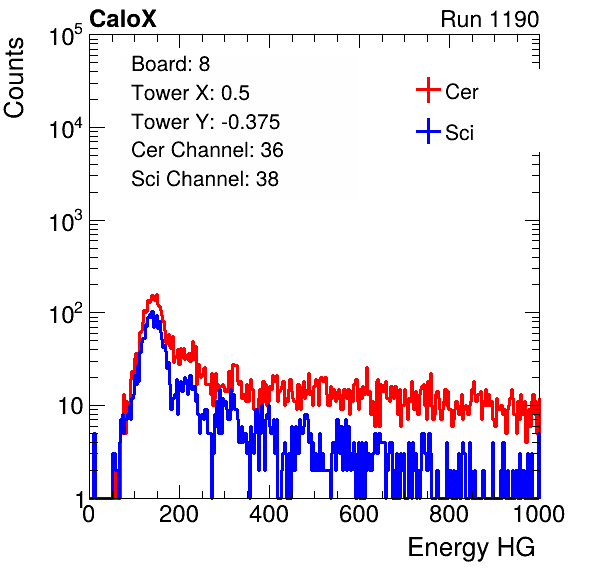 CaloX Run 1190
Counts
Board: 8
Tower X: 0.5
Tower Y: -0.375
Cer Channel: 36
Sci Channel: 38
Cer
Sci
10^5
10^4
10^3
10^2
10
1
0 200 400 600 800 1000
Energy HG